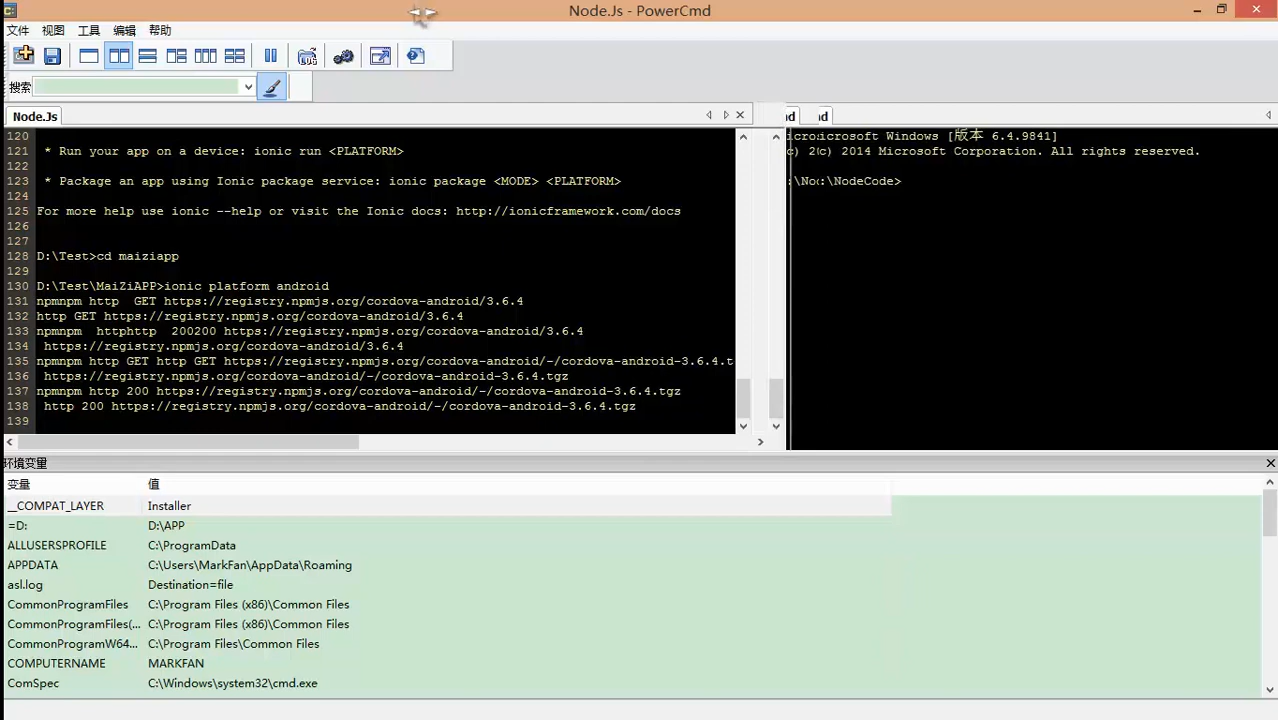 Node.Js - PowerCmd
文件 视图 工具 编辑 帮助
搜索
Node.Js
120
121 * Run your app on a device: ionic run <PLATFORM>
122
123 * Package an app using Ionic package service: ionic package <MODE> <PLATFORM>
124
125 For more help use ionic --help or visit the Ionic docs: http://ionicframework.com/docs
126
127
128 D:\Test>cd maiziapp
129
130 D:\Test\MaiZiAPP>ionic platform android
131 npmnpm http  GET https://registry.npmjs.org/cordova-android/3.6.4
132 http GET https://registry.npmjs.org/cordova-android/3.6.4
133 npmnpm  httphttp  200200 https://registry.npmjs.org/cordova-android/3.6.4
134  https://registry.npmjs.org/cordova-android/3.6.4
135 npmnpm http GET http GET https://registry.npmjs.org/cordova-android/-/cordova-android-3.6.4.t
136  https://registry.npmjs.org/cordova-android/-/cordova-android-3.6.4.tgz
137 npmnpm http 200 https://registry.npmjs.org/cordova-android/-/cordova-android-3.6.4.tgz
138  http 200 https://registry.npmjs.org/cordova-android/-/cordova-android-3.6.4.tgz
139
icrosoft Windows [版本 6.4.9841]
c) 2014 Microsoft Corporation. All rights reserved.
:\NodeCode>
环境变量
变量 值
__COMPAT_LAYER Installer
=D: D:\APP
ALLUSERSPROFILE C:\ProgramData
APPDATA C:\Users\MarkFan\AppData\Roaming
asl.log Destination=file
CommonProgramFiles C:\Program Files (x86)\Common Files
CommonProgramFiles(... C:\Program Files (x86)\Common Files
CommonProgramW64... C:\Program Files\Common Files
COMPUTERNAME MARKFAN
ComSpec C:\Windows\system32\cmd.exe